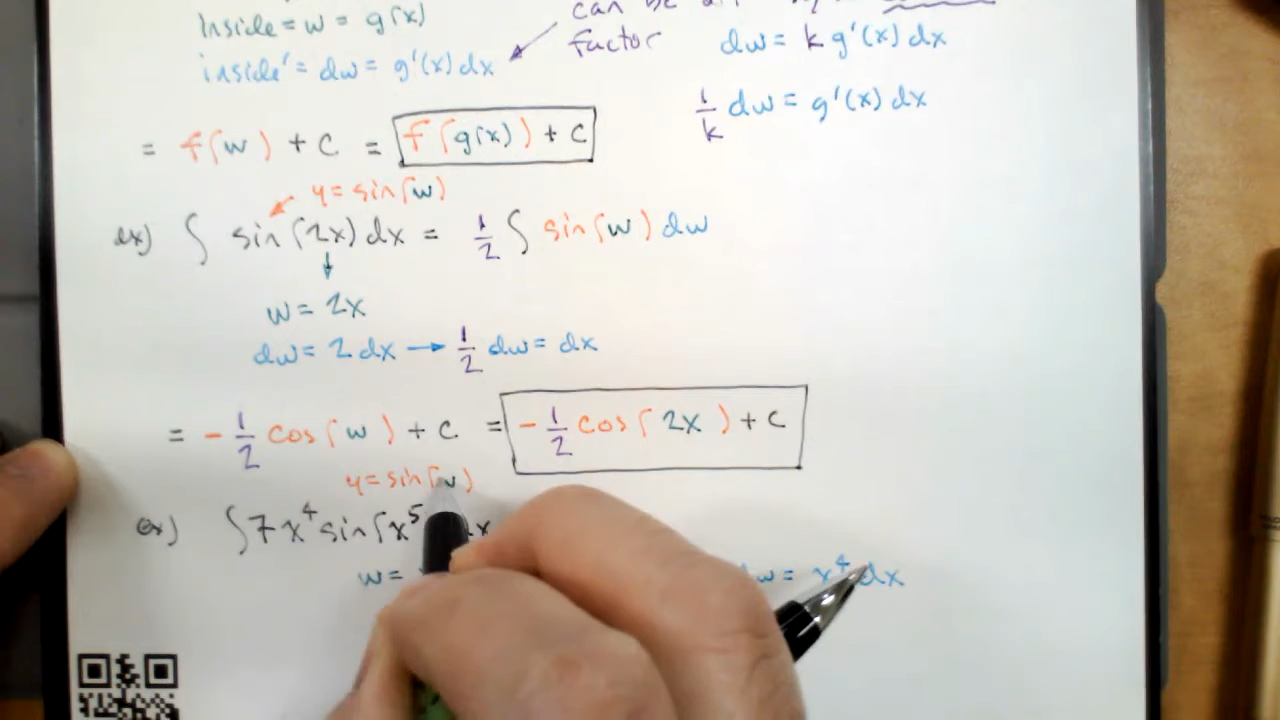 inside = w = g(x)
can be
inside' = dw = g'(x) dx
factor
dw = k g'(x) dx
1/k dw = g'(x) dx
= f(w) + C = f(g(x)) + C
y = sin(w)
ex) ∫ sin(2x) dx = 1/2 ∫ sin(w) dw
w = 2x
dw = 2 dx → 1/2 dw = dx
= - 1/2 cos(w) + C = - 1/2 cos(2x) + C
y = sin(w)
ex) ∫ 7x⁴ sin(x⁵ dx
w = dw = x⁴ dx